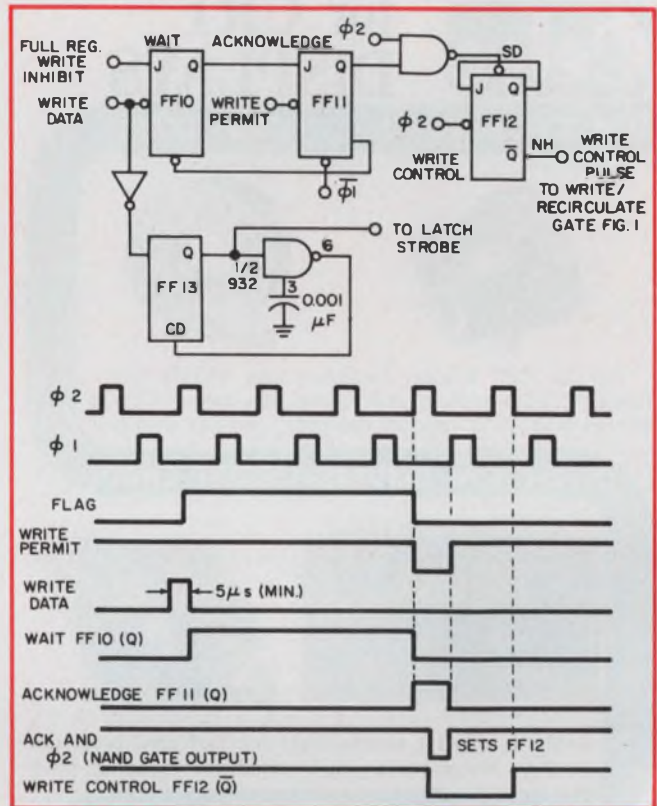 WAIT
ACKNOWLEDGE
φ2
FULL REG.
WRITE
INHIBIT
J Q
FF10
J Q
FF11
SD
J Q
FF12
Q̅
WRITE
DATA
WRITE
PERMIT
φ2
WRITE
CONTROL
φ̅1̅
NH
WRITE
CONTROL
PULSE
TO WRITE/
RECIRCULATE
GATE FIG. 1
Q
FF13
CD
1/2
932
6
3
0.001
μF
TO LATCH
STROBE
φ2
φ1
FLAG
WRITE
PERMIT
WRITE
DATA
5μs (MIN.)
WAIT FF10 (Q)
ACKNOWLEDGE FF11 (Q)
ACK AND
φ2 (NAND GATE OUTPUT)
SETS FF12
WRITE CONTROL FF12 (Q̅)